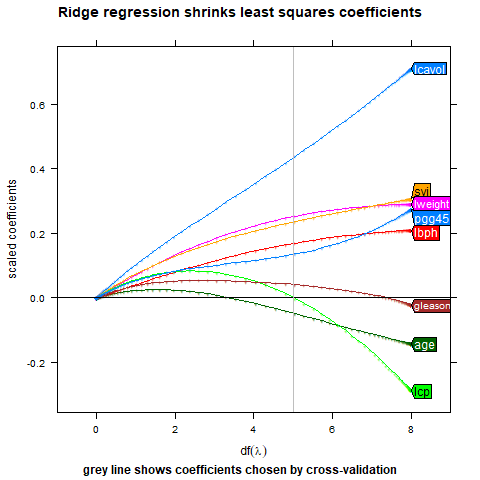 Ridge regression shrinks least squares coefficients
scaled coefficients
0.6
0.4
0.2
0.0
-0.2
lcavol
svi
lweight
pgg45
lbph
gleason
age
lcp
0 2 4 6 8
df(λ)
grey line shows coefficients chosen by cross-validation